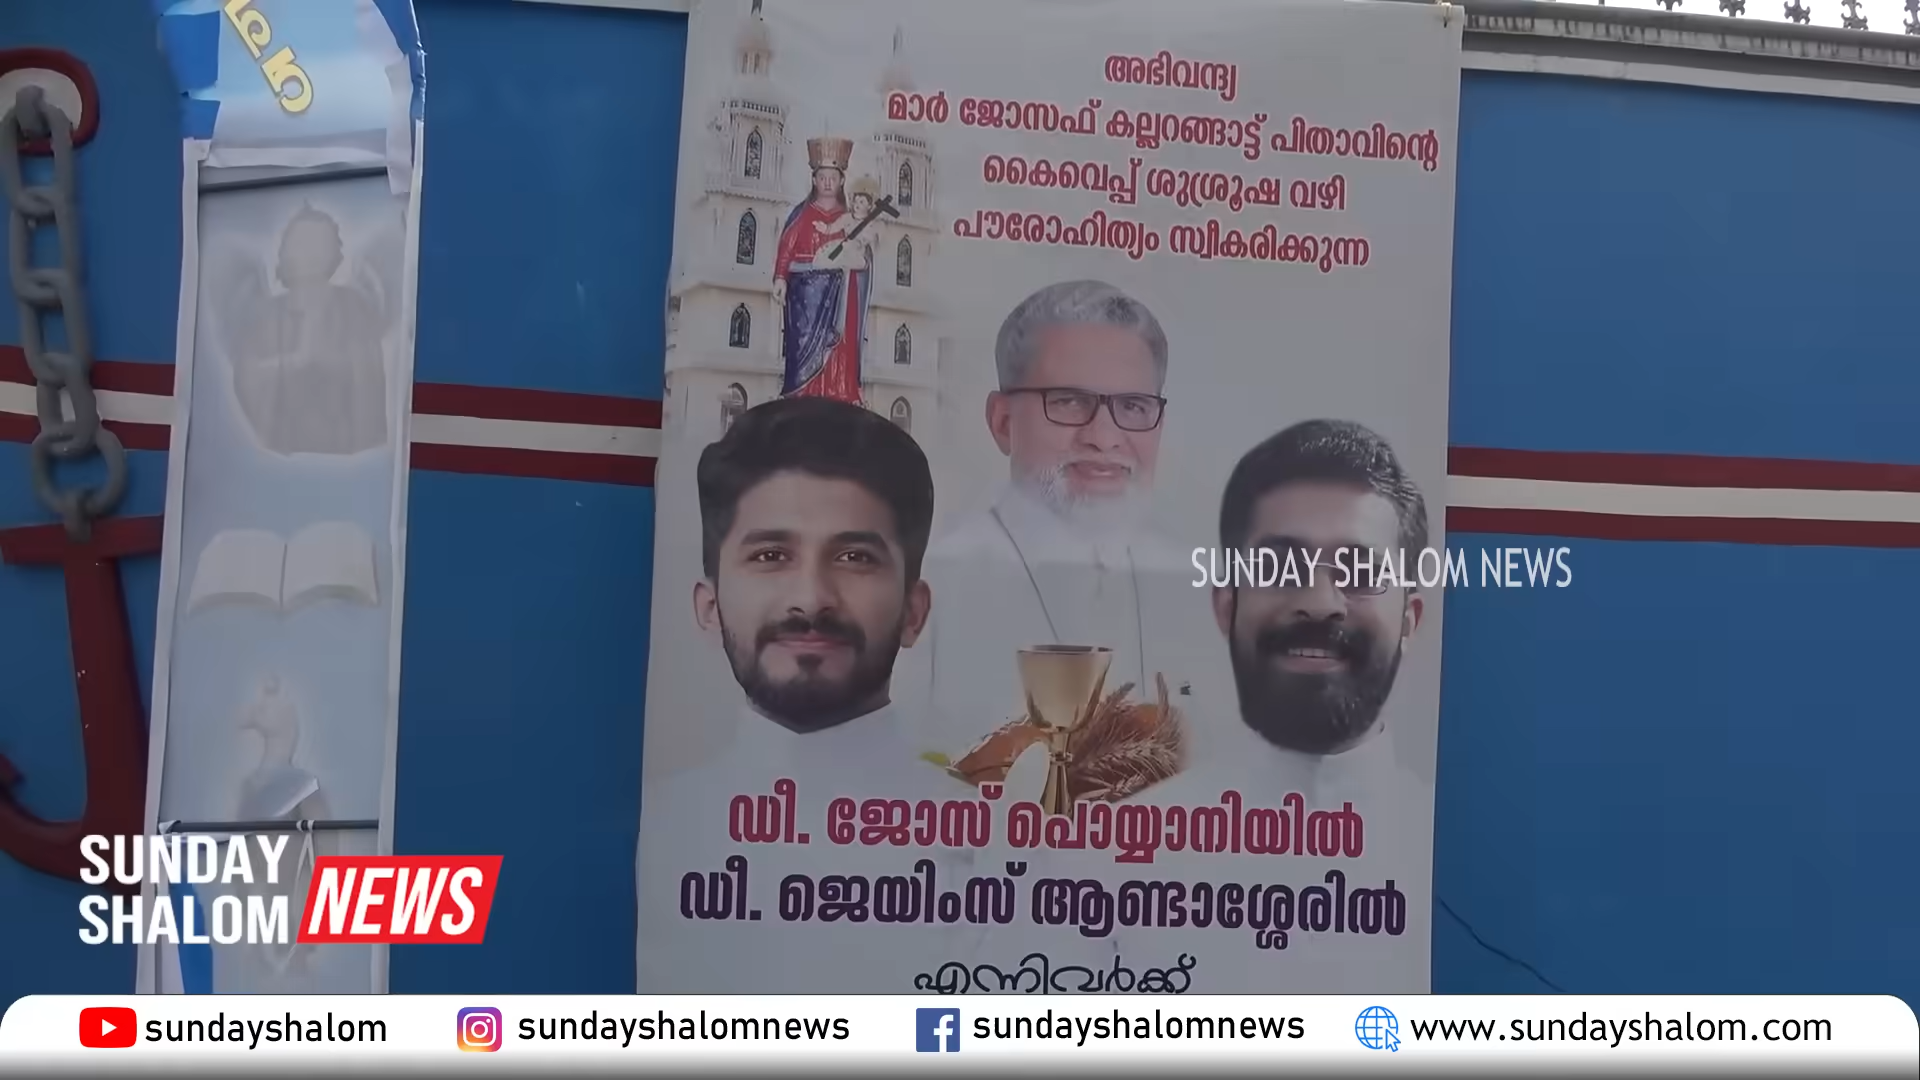 അഭിവന്ദ്യ
മാർ ജോസഫ് കല്ലറങ്ങാട്ട് പിതാവിന്റെ
കൈവെപ്പ് ശുശ്രൂഷ വഴി
പൗരോഹിത്യം സ്വീകരിക്കുന്ന
SUNDAY SHALOM NEWS
ഡീ. ജോസ് പൊയ്യാനിയിൽ
ഡീ. ജെയിംസ് ആണ്ടാശ്ശേരിൽ
എന്നിവർക്ക്
SUNDAY
SHALOM NEWS
sundayshalom sundayshalomnews sundayshalomnews www.sundayshalom.com